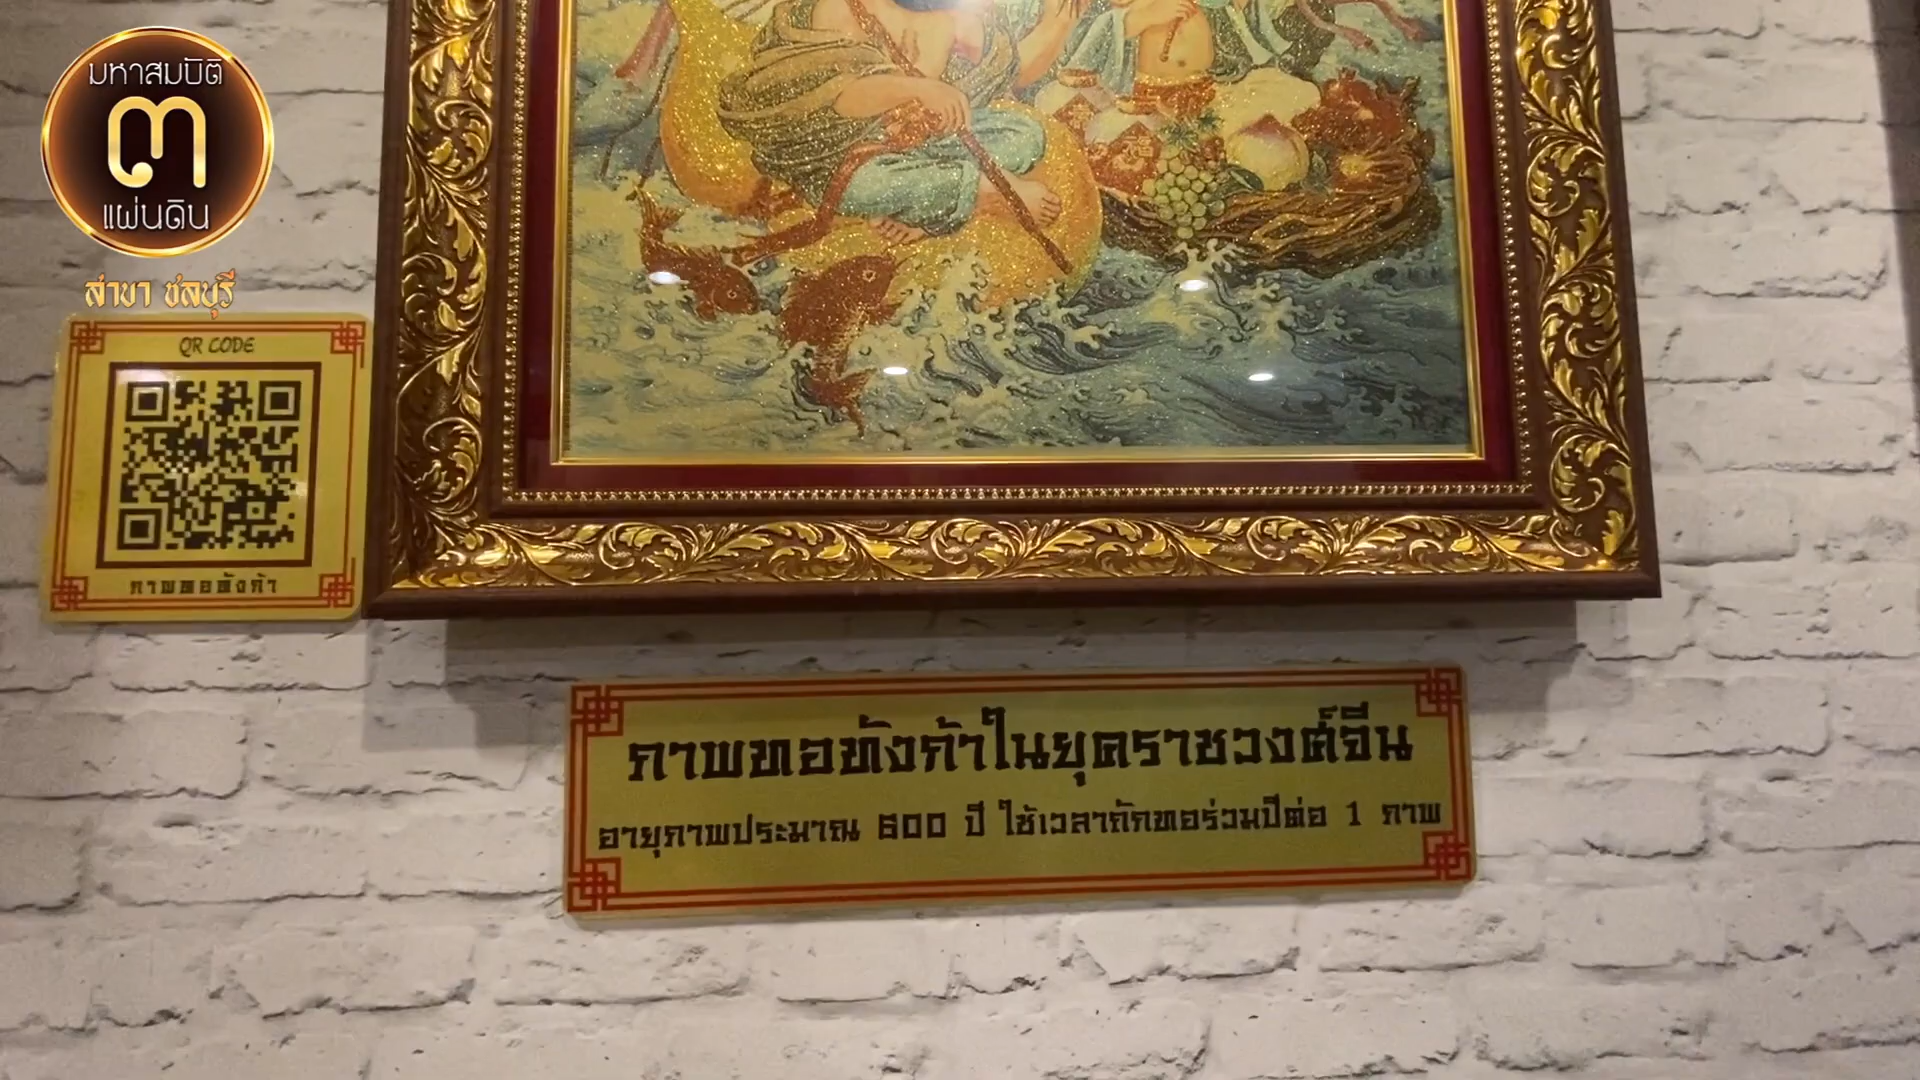 มหาสมบัติ
๓
แผ่นดิน
สาขา ชลบุรี
QR CODE
ภาพทอทังก้า
ภาพทอทังก้าในยุคราชวงศ์จีน
อายุภาพประมาณ 600 ปี ใช้เวลาถักทอร่วมปีต่อ 1 ภาพ